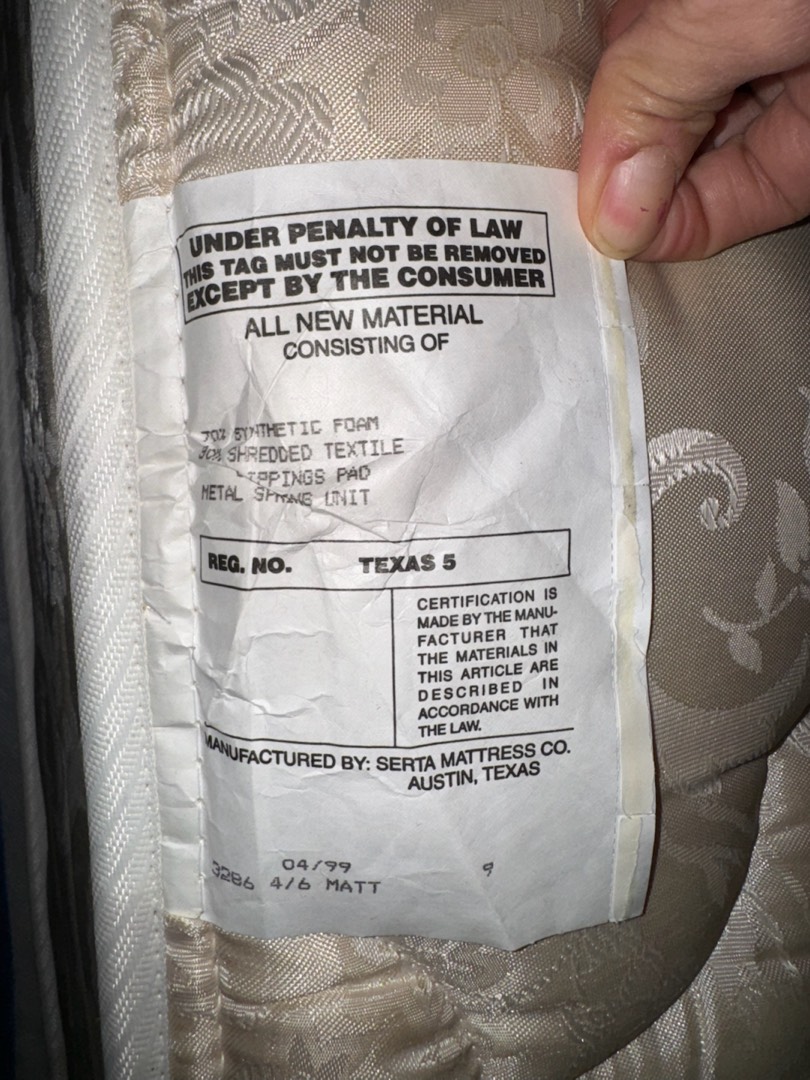 UNDER PENALTY OF LAW
THIS TAG MUST NOT BE REMOVED
EXCEPT BY THE CONSUMER
ALL NEW MATERIAL
CONSISTING OF
70% SYNTHETIC FOAM
30% SHREDDED TEXTILE
PAD
METAL SPRING UNIT
REG. NO. TEXAS 5
CERTIFICATION IS
MADE BY THE MANU-
FACTURER THAT
THE MATERIALS IN
THIS ARTICLE ARE
DESCRIBED IN
ACCORDANCE WITH
THE LAW.
MANUFACTURED BY: SERTA MATTRESS CO.
AUSTIN, TEXAS
04/99 9
3286 4/6 MATT